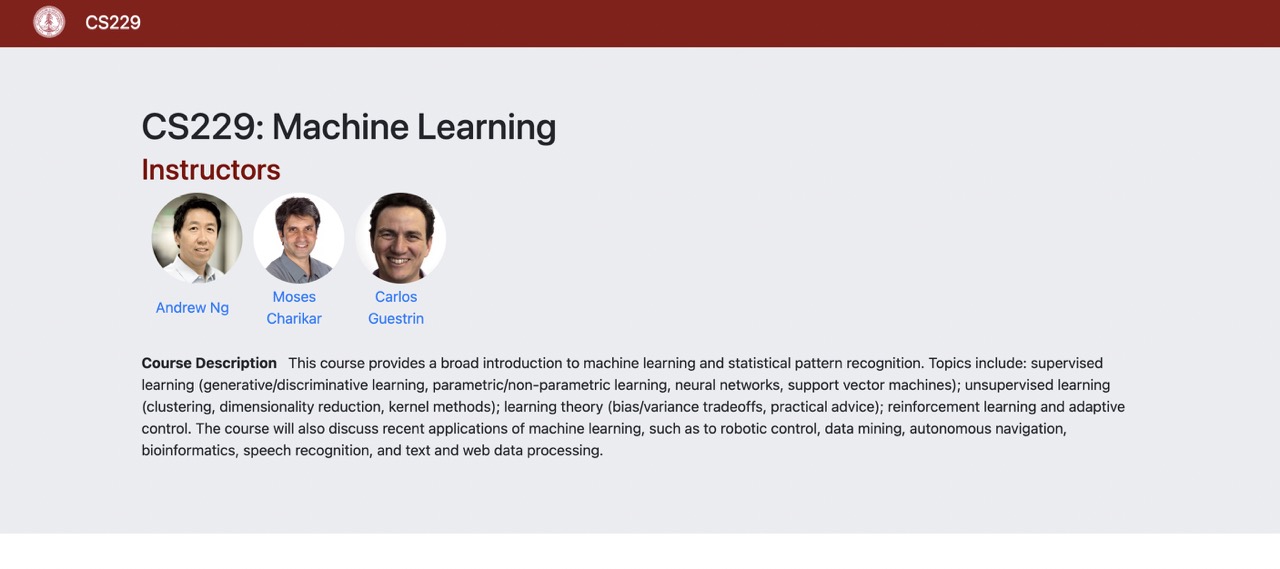 CS229
CS229: Machine Learning
Instructors
Andrew Ng
Moses
Charikar
Carlos
Guestrin
Course Description This course provides a broad introduction to machine learning and statistical pattern recognition. Topics include: supervised
learning (generative/discriminative learning, parametric/non-parametric learning, neural networks, support vector machines); unsupervised learning
(clustering, dimensionality reduction, kernel methods); learning theory (bias/variance tradeoffs, practical advice); reinforcement learning and adaptive
control. The course will also discuss recent applications of machine learning, such as to robotic control, data mining, autonomous navigation,
bioinformatics, speech recognition, and text and web data processing.